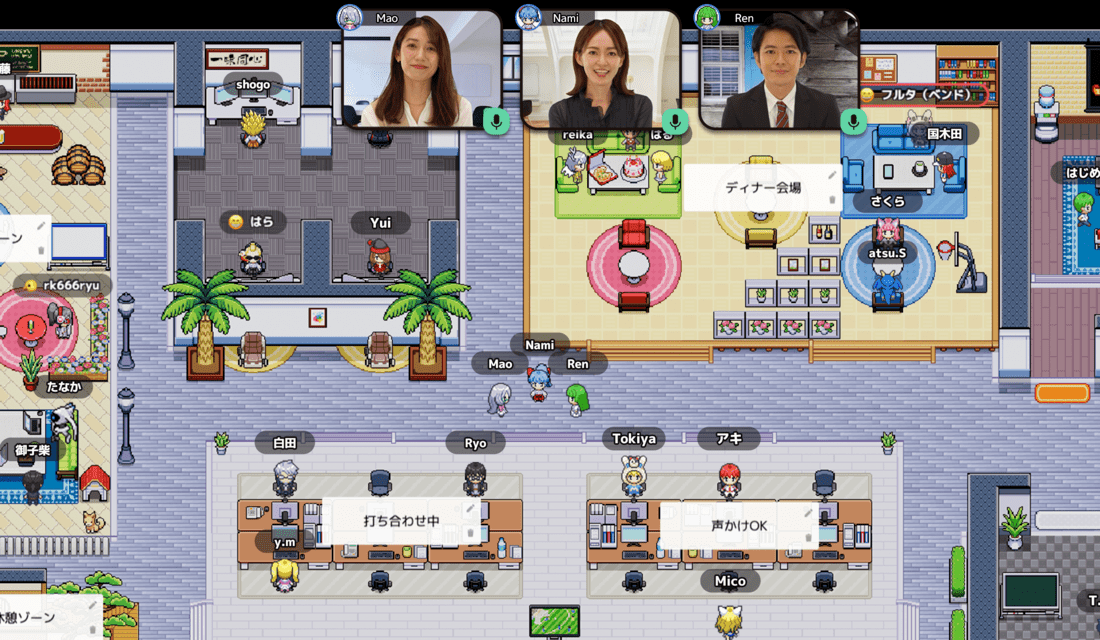 Mao
Nami
Ren
一味同心
藤
shogo
フルタ (ベンド)
reika
はる
国木田
はじめ
ディナー会場
さくら
はら
Yui
ーン
atsu.S
rk666ryu
Nami
Mao
Ren
たなか
白田
Ryo
Tokiya
アキ
御子柴
打ち合わせ中
声かけOK
y.m
Mico
休憩ゾーン
T.